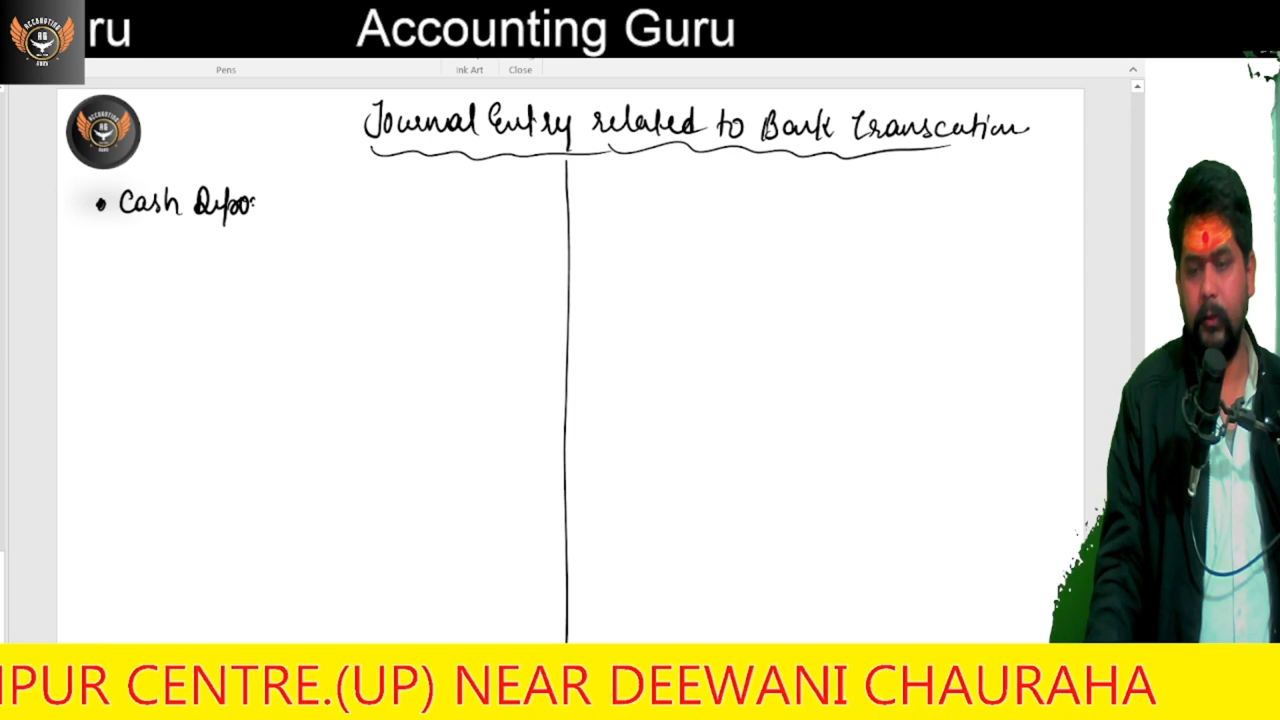 ru Accounting Guru
Pens Ink Art Close
Journal Entry related to Bank Transcation
• Cash Depo
IPUR CENTRE.(UP) NEAR DEEWANI CHAURAHA